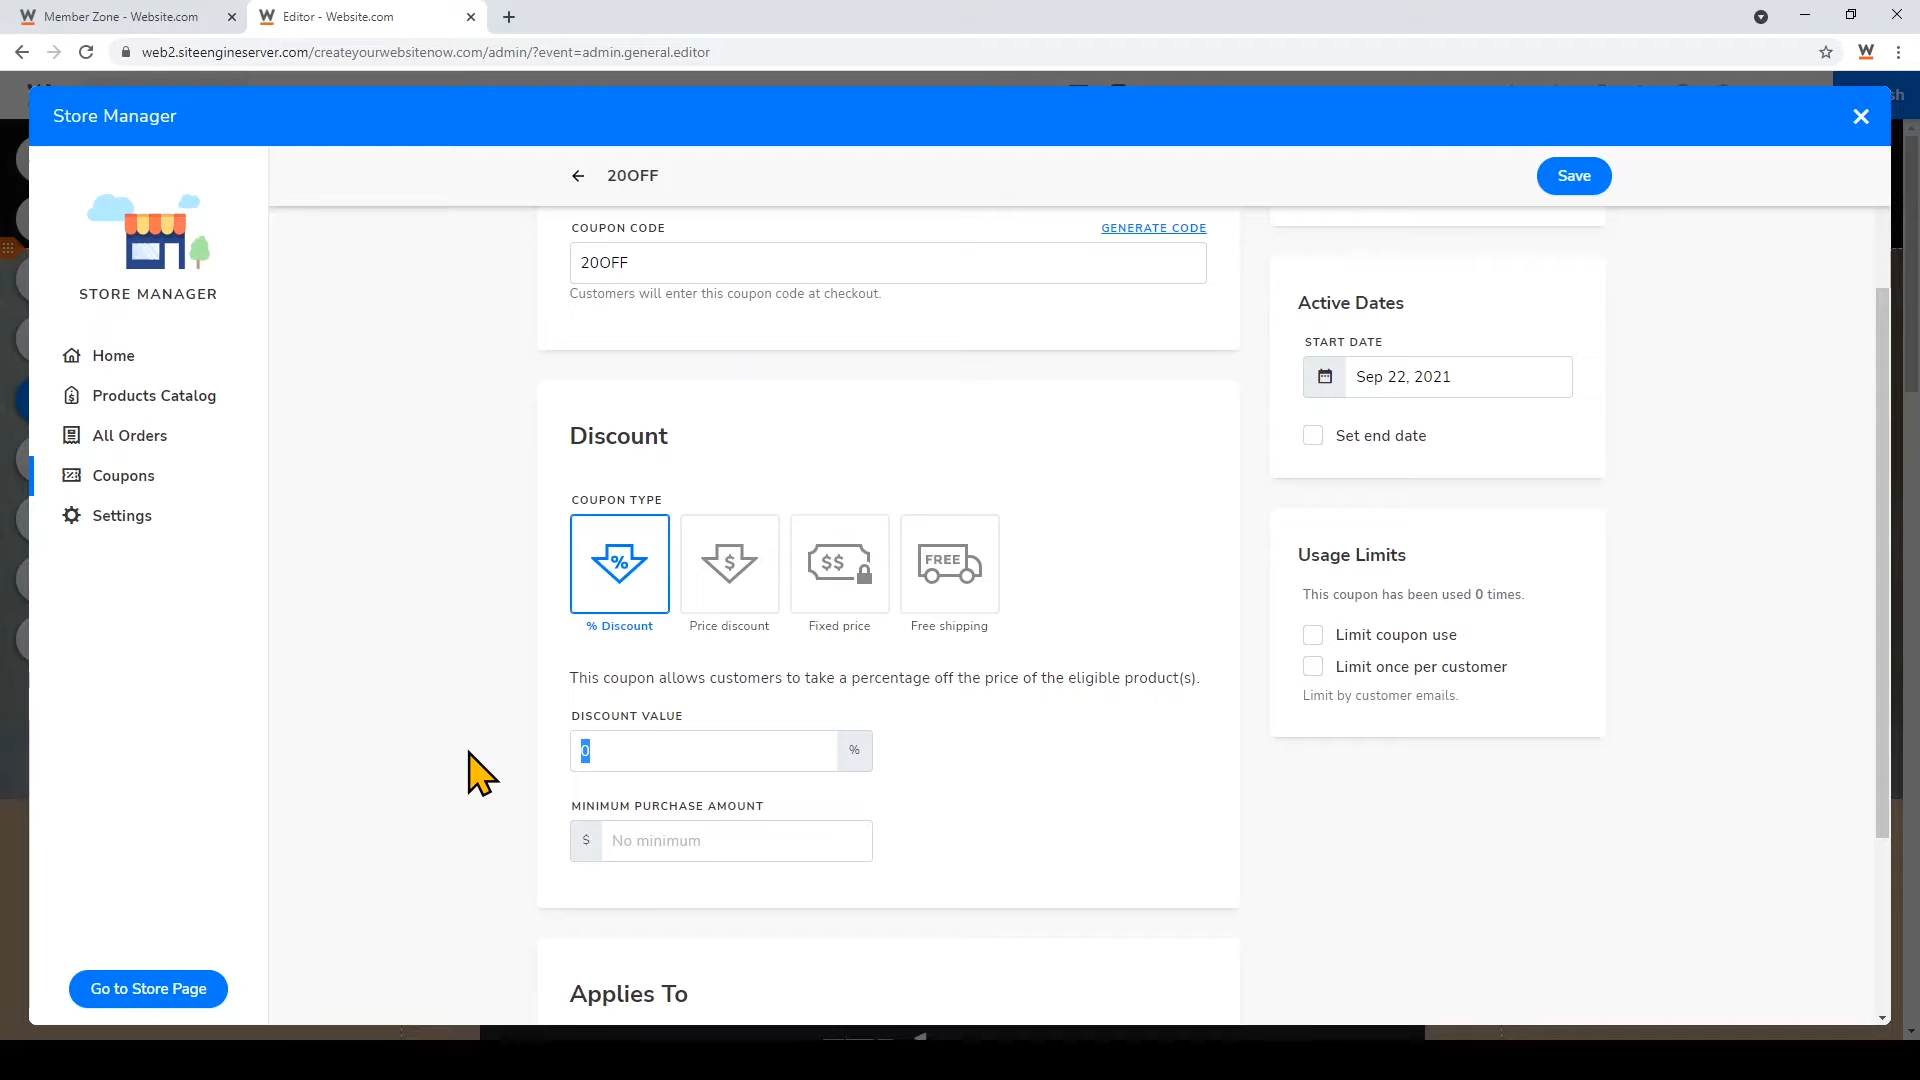 Member Zone - Website.com
Editor - Website.com
web2.siteengineserver.com/createyourwebsitenow.com/admin/?event=admin.general.editor
Store Manager
20OFF
Save
STORE MANAGER
Home
Products Catalog
All Orders
Coupons
Settings
Go to Store Page
COUPON CODE
GENERATE CODE
20OFF
Customers will enter this coupon code at checkout.
Discount
COUPON TYPE
%
$
$$
FREE
% Discount
Price discount
Fixed price
Free shipping
This coupon allows customers to take a percentage off the price of the eligible product(s).
DISCOUNT VALUE
0 %
MINIMUM PURCHASE AMOUNT
$ No minimum
Applies To
Active Dates
START DATE
Sep 22, 2021
Set end date
Usage Limits
This coupon has been used 0 times.
Limit coupon use
Limit once per customer
Limit by customer emails.